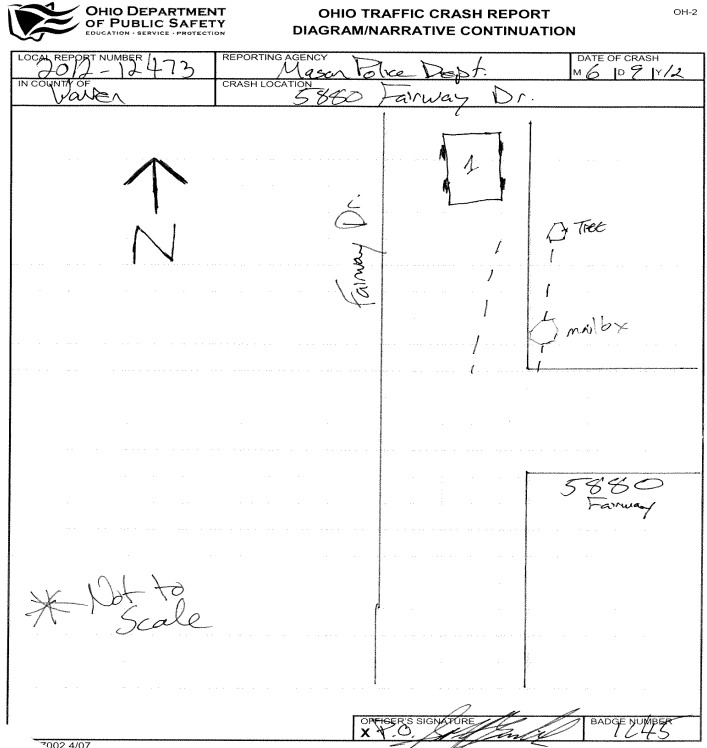 OHIO DEPARTMENT
OF PUBLIC SAFETY
EDUCATION · SERVICE · PROTECTION
OHIO TRAFFIC CRASH REPORT
DIAGRAM/NARRATIVE CONTINUATION
OH-2
LOCAL REPORT NUMBER
2012-12473
REPORTING AGENCY
Mason Police Dept.
DATE OF CRASH
M 6 D 9 Y 12
IN COUNTY OF
Warren
CRASH LOCATION
5880 Fairway Dr.
1
N
Fairway Dr.
Tree
mailbox
5880
Fairway
Not to
Scale
OFFICER'S SIGNATURE
X P.O.
BADGE NUMBER
1245
7002 4/07